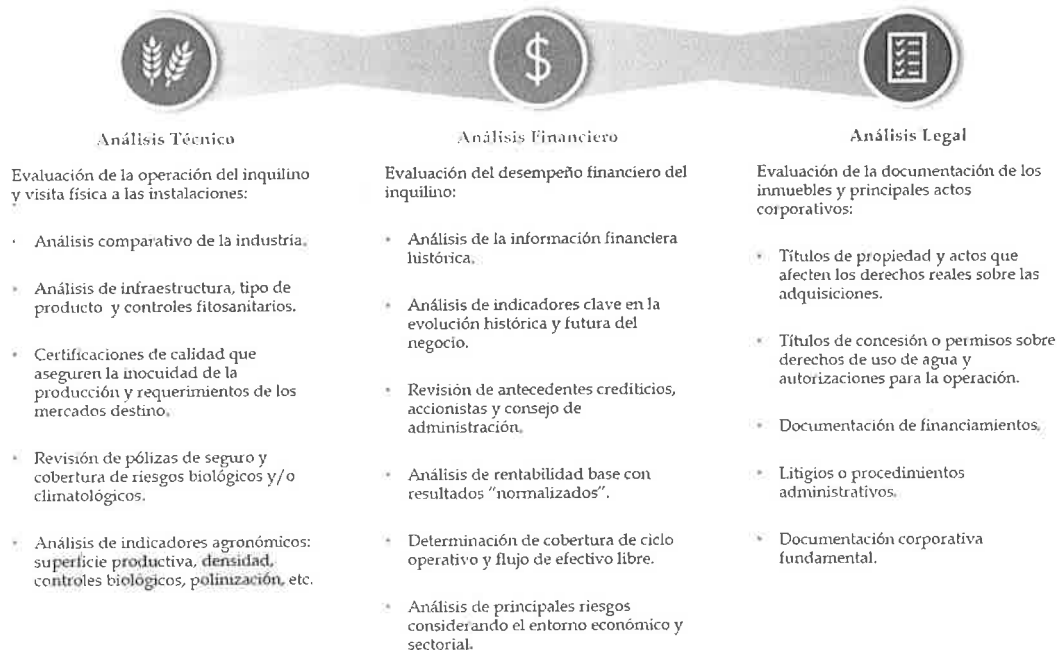 Análisis Técnico
Evaluación de la operación del inquilino
y visita física a las instalaciones:
· Análisis comparativo de la industria.
• Análisis de infraestructura, tipo de
producto y controles fitosanitarios.
• Certificaciones de calidad que
aseguren la inocuidad de la
producción y requerimientos de los
mercados destino.
• Revisión de pólizas de seguro y
cobertura de riesgos biológicos y/o
climatológicos.
• Análisis de indicadores agronómicos:
superficie productiva, densidad,
controles biológicos, polinización, etc.
Análisis Financiero
Evaluación del desempeño financiero del
inquilino:
• Análisis de la información financiera
histórica.
• Análisis de indicadores clave en la
evolución histórica y futura del
negocio.
• Revisión de antecedentes crediticios,
accionistas y consejo de
administración.
• Análisis de rentabilidad base con
resultados "normalizados".
• Determinación de cobertura de ciclo
operativo y flujo de efectivo libre.
• Análisis de principales riesgos
considerando el entorno económico y
sectorial.
Análisis Legal
Evaluación de la documentación de los
inmuebles y principales actos
corporativos:
• Títulos de propiedad y actos que
afecten los derechos reales sobre las
adquisiciones.
• Títulos de concesión o permisos sobre
derechos de uso de agua y
autorizaciones para la operación.
• Documentación de financiamientos.
• Litigios o procedimientos
administrativos.
• Documentación corporativa
fundamental.